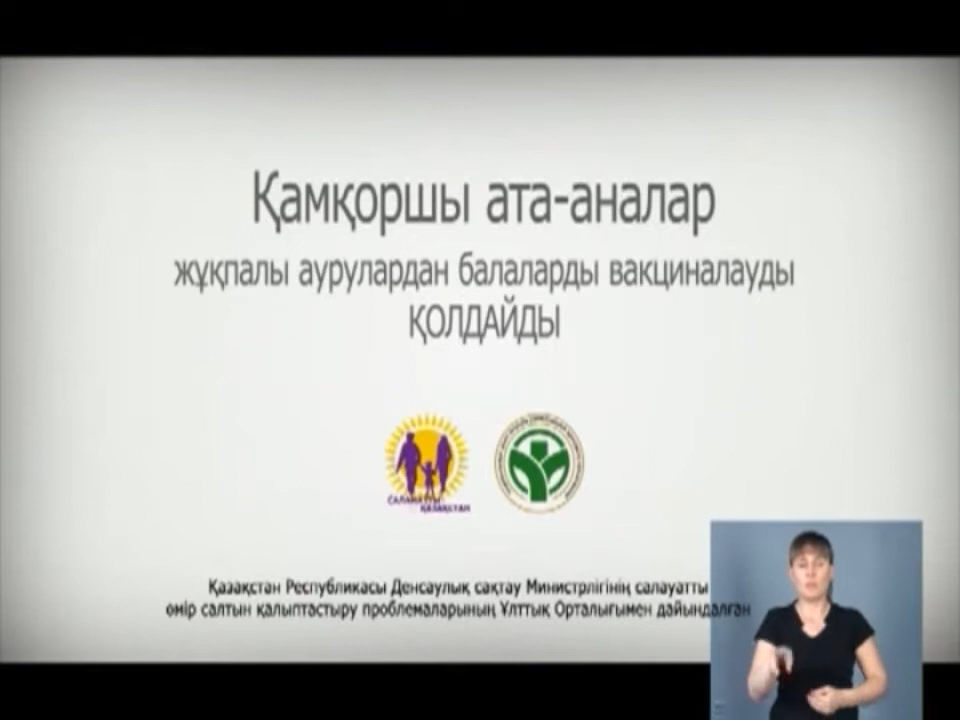 Қамқоршы ата-аналар
жұқпалы аурулардан балаларды вакциналауды
ҚОЛДАЙДЫ
САЛАМАТТЫ
ҚАЗАҚСТАН
Қазақстан Республикасы Денсаулық сақтау Министрлігінің салауатты
өмір салтын қалыптастыру проблемаларының Ұлттық Орталығымен дайындалған